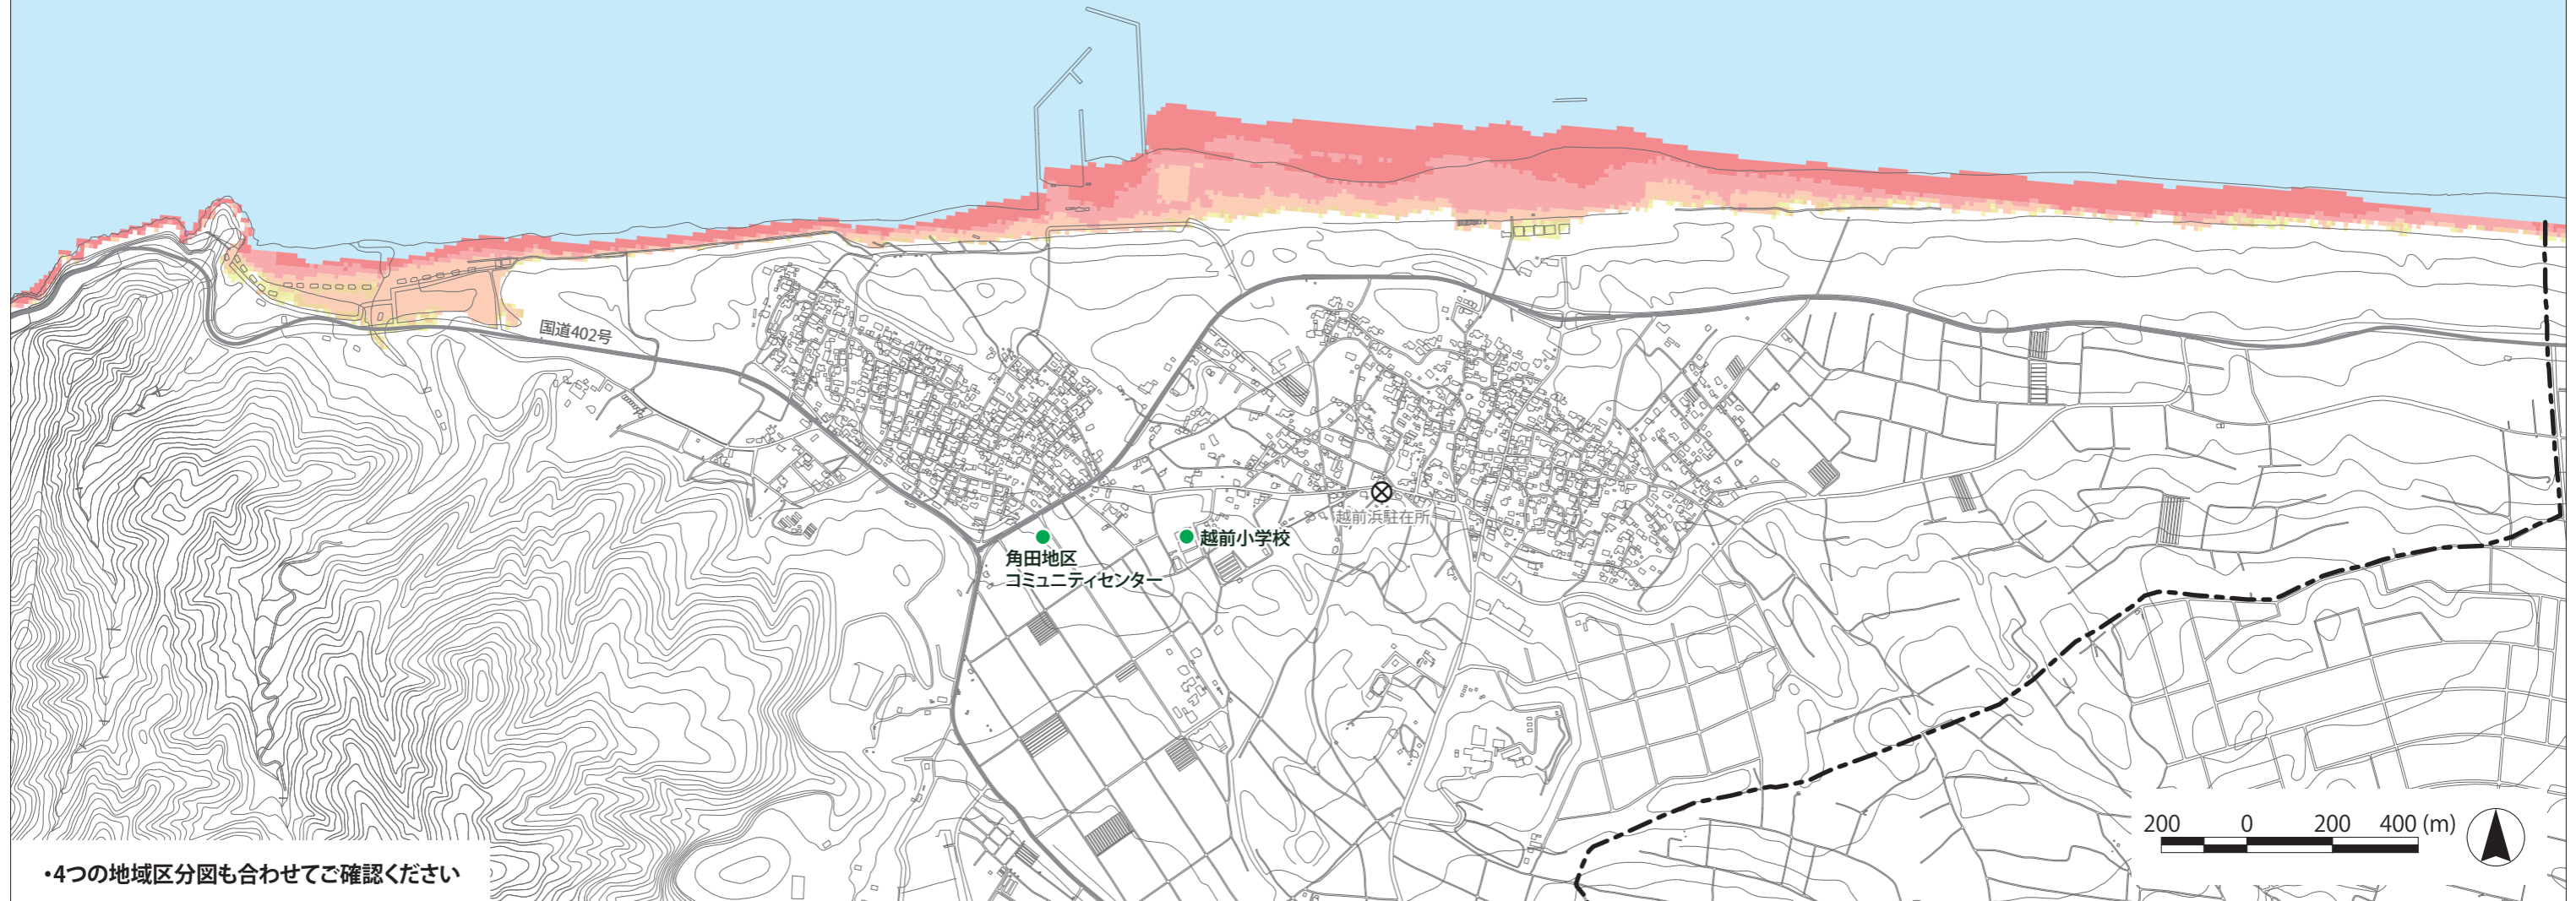 国道402号
越前浜駐在所
越前小学校
角田地区
コミュニティセンター
200 0 200 400 (m)
・4つの地域区分図も合わせてご確認ください